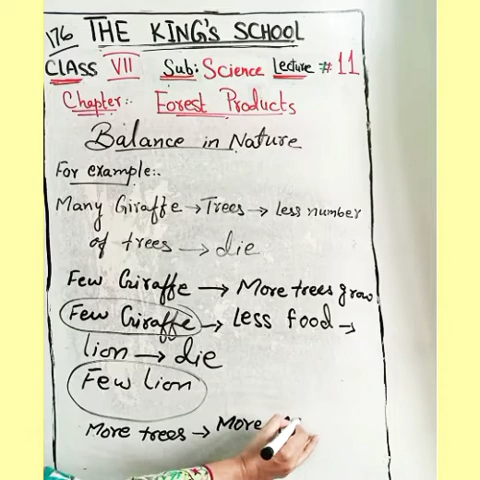 176 THE KING'S SCHOOL
CLASS VII Sub: Science Lecture # 11
Chapter:- Forest Products
Balance in Nature
For example:-
Many Giraffe → Trees → Less number
of trees → die
Few Giraffe → More trees grow
Few Giraffe → Less food →
lion → die
Few lion
More trees → More